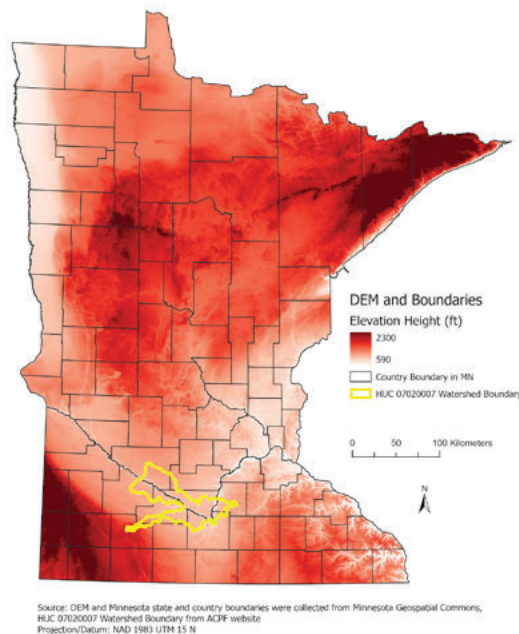 DEM and Boundaries
Elevation Height (ft)
2300
590
Country Boundary in MN
HUC 07020007 Watershed Boundary
0 50 100 Kilometers
N
Source: DEM and Minnesota state and country boundaries were collected from Minnesota Geospatial Commons,
HUC 07020007 Watershed Boundary from ACPF website
Projection/Datum: NAD 1983 UTM 15 N